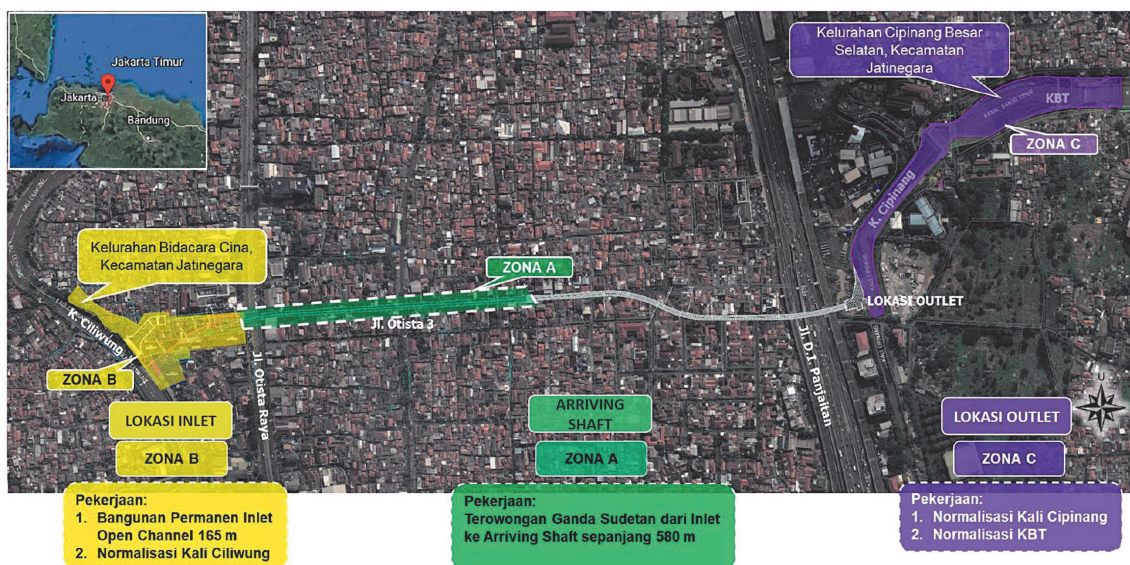 Jakarta Timur
Jakarta
Bandung
Kelurahan Cipinang Besar
Selatan, Kecamatan
Jatinegara
KANAL BANJIR TIMUR
KBT
ZONA C
K. Cipinang
Kelurahan Bidacara Cina,
Kecamatan Jatinegara
ZONA A
K. Ciliwung
Jl. Otista 3
LOKASI OUTLET
ZONA B
Jl. Otista Raya
Jl. D.I. Panjaitan
U
LOKASI INLET
ARRIVING
SHAFT
LOKASI OUTLET
ZONA B
ZONA A
ZONA C
Pekerjaan:
1. Bangunan Permanen Inlet
Open Channel 165 m
2. Normalisasi Kali Ciliwung
Pekerjaan:
Terowongan Ganda Sudetan dari Inlet
ke Arriving Shaft sepanjang 580 m
Pekerjaan:
1. Normalisasi Kali Cipinang
2. Normalisasi KBT